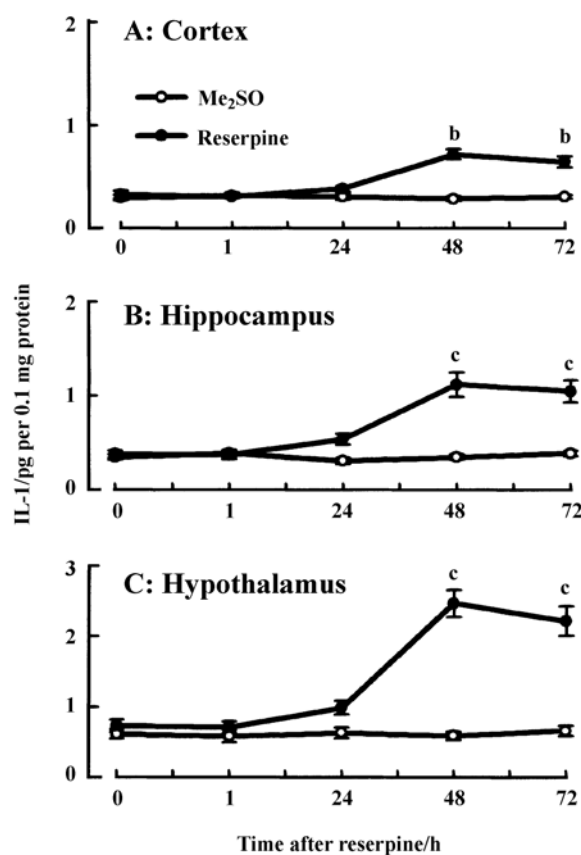 2
A: Cortex
Me₂SO
Reserpine
b
b
1
0
0
1
24
48
72
2
B: Hippocampus
c
c
1
0
0
1
24
48
72
3
C: Hypothalamus
c
c
2
1
0
0
1
24
48
72
IL-1/pg per 0.1 mg protein
Time after reserpine/h